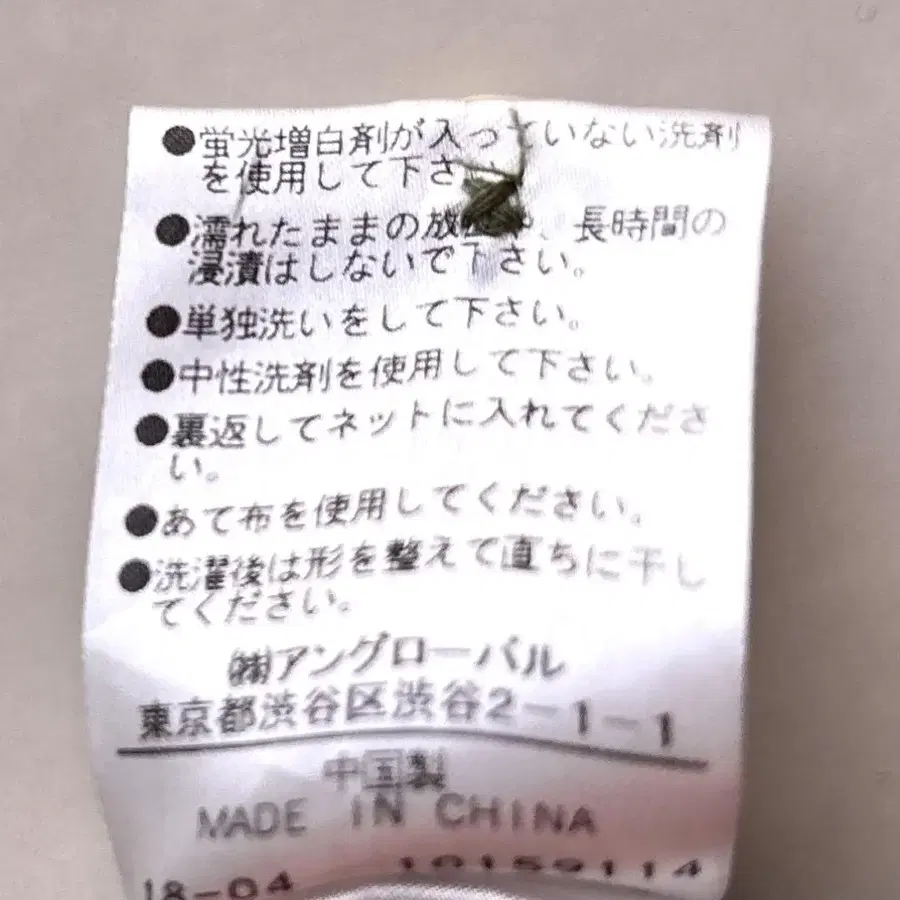 ●蛍光増白剤が入っていない洗剤
を使用して下さ
●濡れたままの放 、長時間の
浸漬はしないで下さい。
●単独洗いをして下さい。
●中性洗剤を使用して下さい。
●裏返してネットに入れてくださ
い。
●あて布を使用してください。
●洗濯後は形を整えて直ちに干し
てください。
㈱アングローバル
東京都渋谷区渋谷2-1-1
中国製
MADE IN CHINA
18-04 10159114